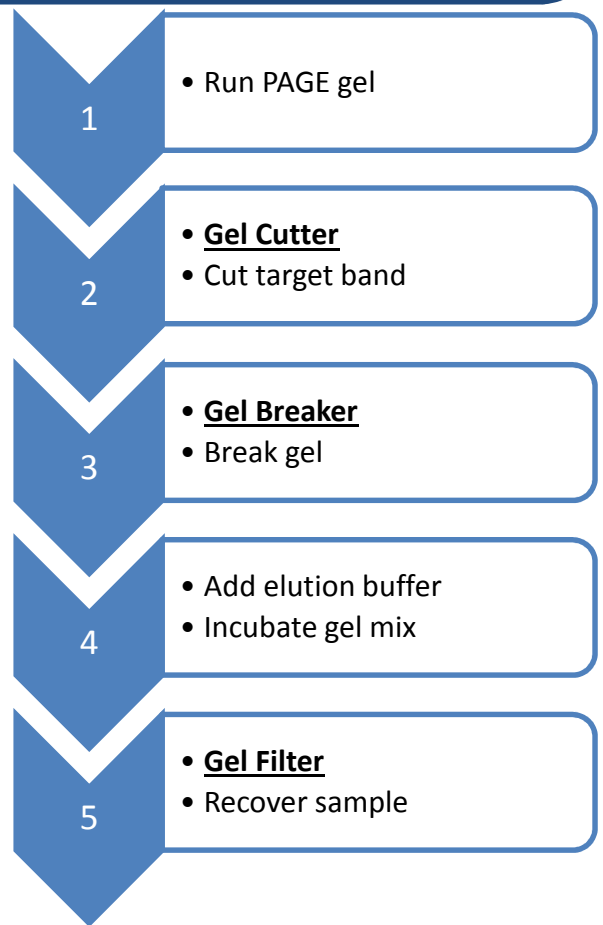 1
• Run PAGE gel
2
• Gel Cutter
• Cut target band
3
• Gel Breaker
• Break gel
4
• Add elution buffer
• Incubate gel mix
5
• Gel Filter
• Recover sample